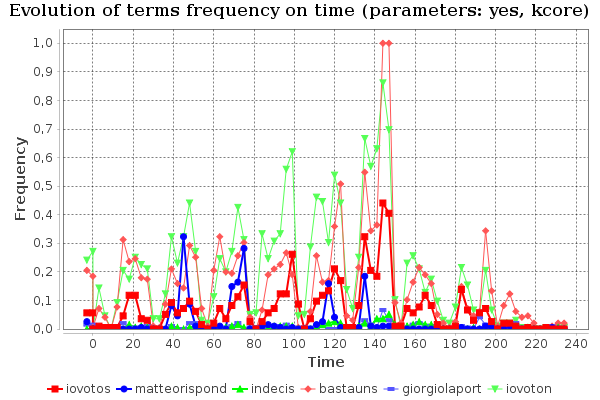 Evolution of terms frequency on time (parameters: yes, kcore)
1,0
0,9
0,8
0,7
0,6
0,5
0,4
0,3
0,2
0,1
0,0
Frequency
0 20 40 60 80 100 120 140 160 180 200 220 240
Time
iovotos matteorispond indecis bastauns giorgiolaport iovoton